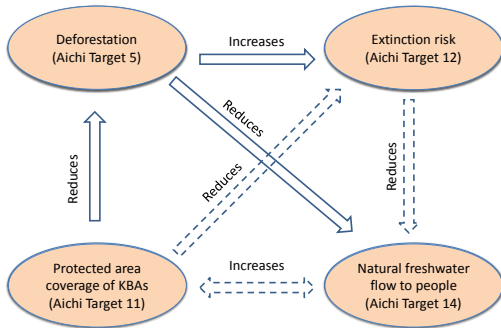 Deforestation
(Aichi Target 5)
Increases
Extinction risk
(Aichi Target 12)
Reduces
Reduces
Reduces
Reduces
Protected area
coverage of KBAs
(Aichi Target 11)
Increases
Natural freshwater
flow to people
(Aichi Target 14)